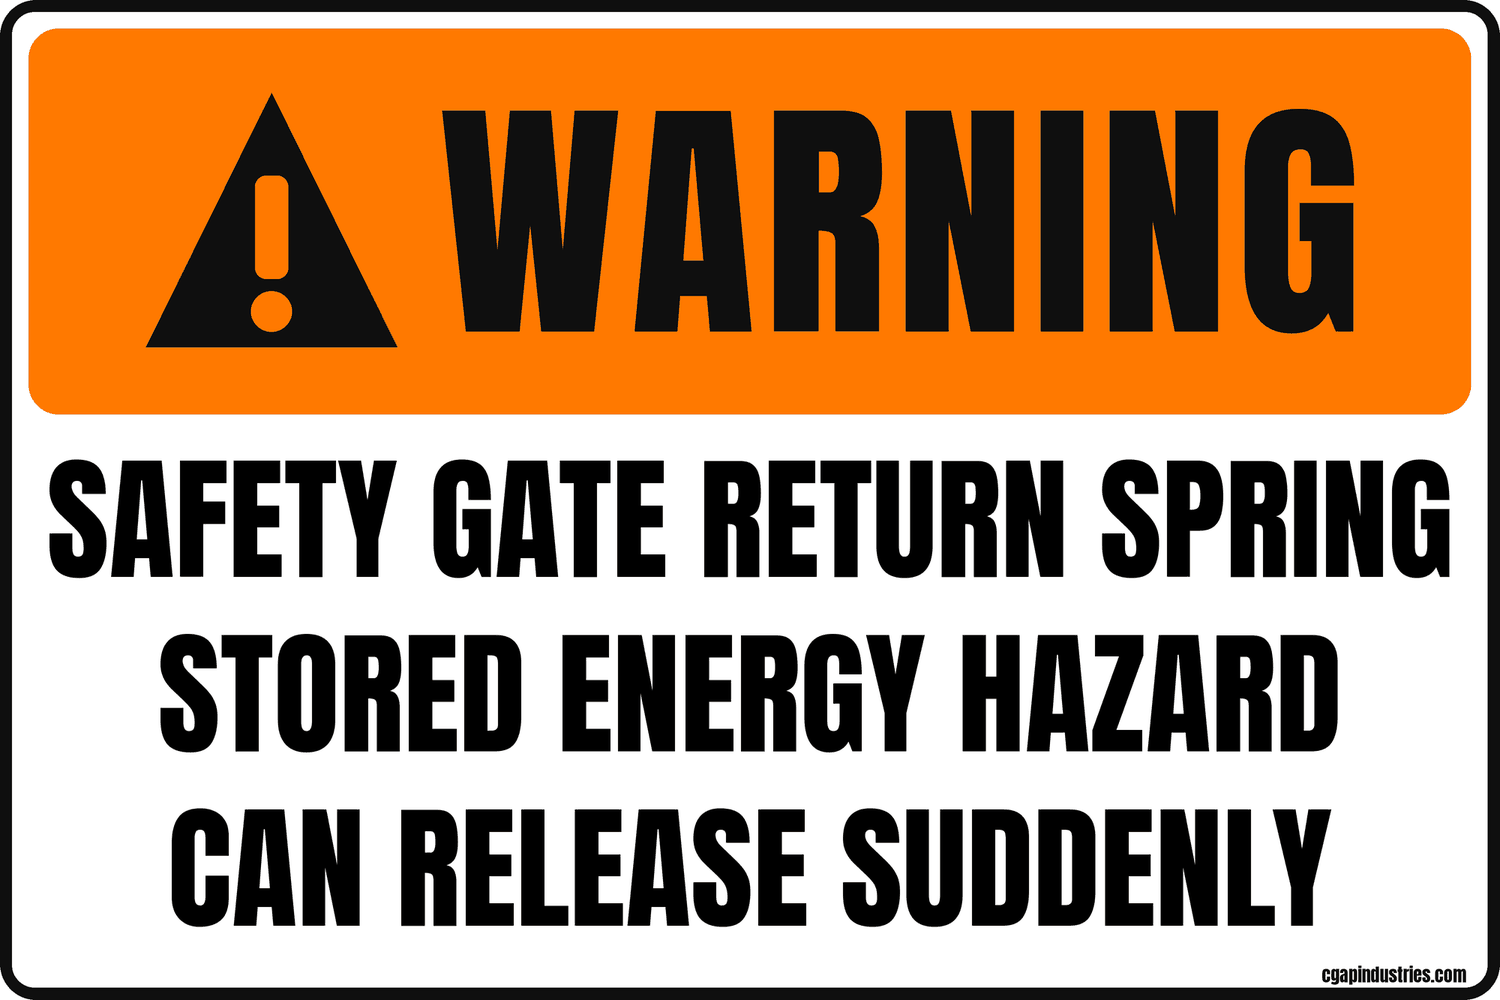 WARNING
SAFETY GATE RETURN SPRING
STORED ENERGY HAZARD
CAN RELEASE SUDDENLY
cgapindustries.com